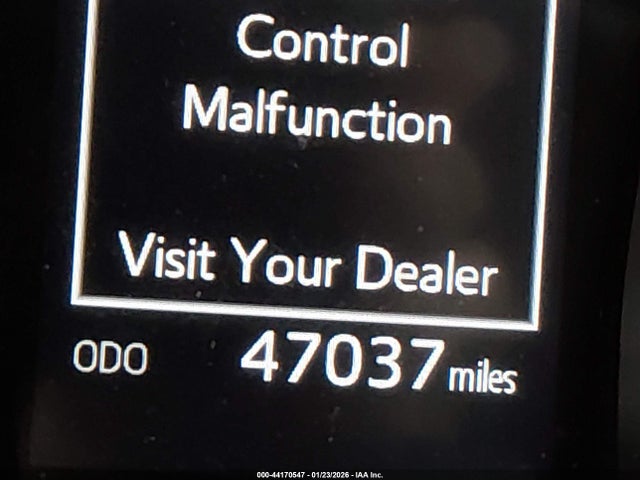 Control
Malfunction
Visit Your Dealer
ODO 47037 miles
000-44170547 - 01/23/2026 - IAA Inc.